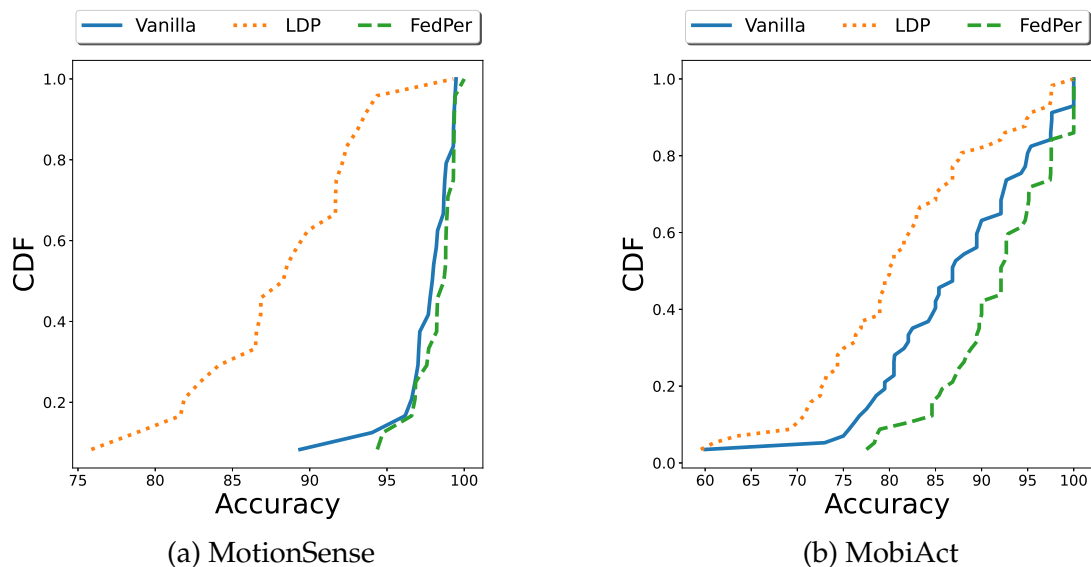 Vanilla LDP FedPer
1.0
0.8
0.6
0.4
0.2
CDF
75 80 85 90 95 100
Accuracy
(a) MotionSense
Vanilla LDP FedPer
1.0
0.8
0.6
0.4
0.2
0.0
CDF
60 65 70 75 80 85 90 95 100
Accuracy
(b) MobiAct